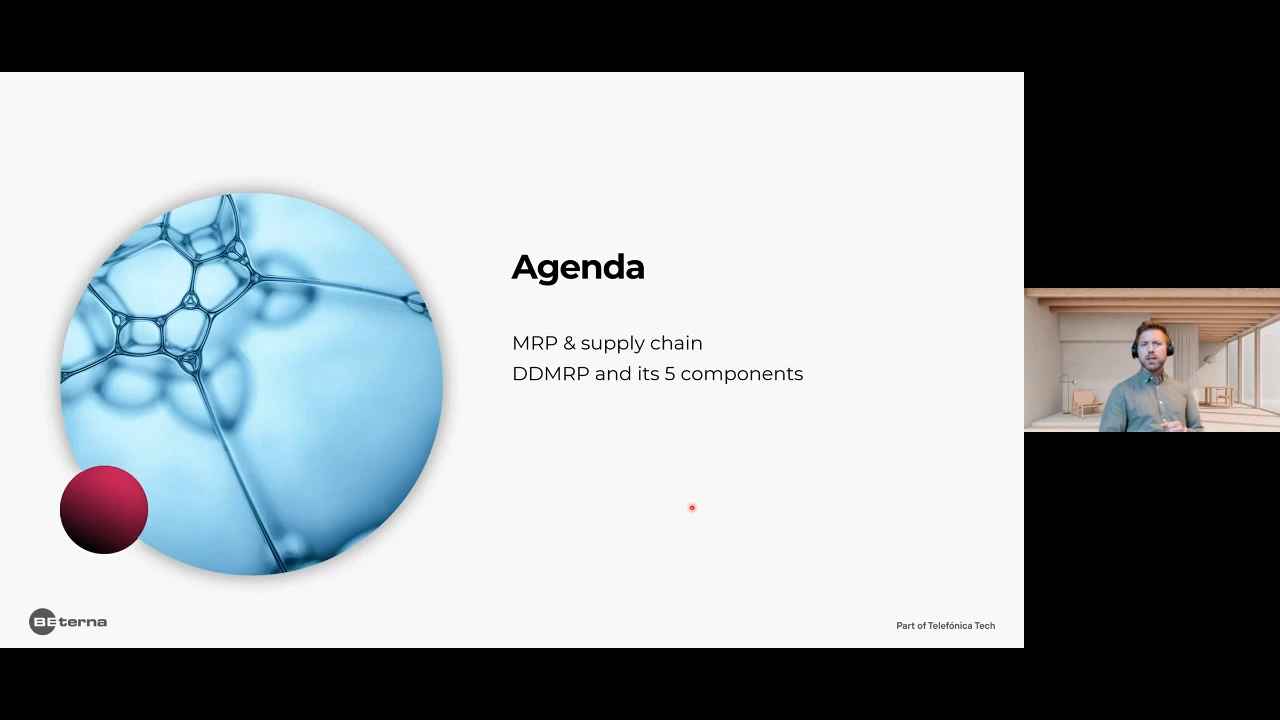 Agenda
MRP & supply chain
DDMRP and its 5 components
BEterna
Part of Telefónica Tech